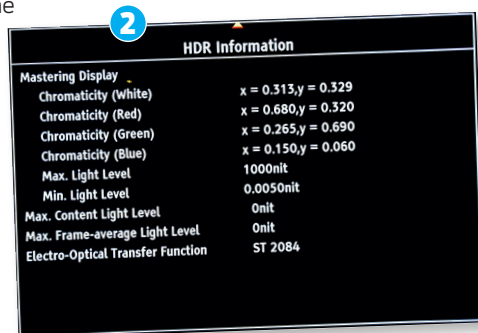 ne
2
HDR Information
Mastering Display
Chromaticity (White) x = 0.313,y = 0.329
Chromaticity (Red) x = 0.680,y = 0.320
Chromaticity (Green) x = 0.265,y = 0.690
Chromaticity (Blue) x = 0.150,y = 0.060
Max. Light Level 1000nit
Min. Light Level 0.0050nit
Max. Content Light Level 0nit
Max. Frame-average Light Level 0nit
Electro-Optical Transfer Function ST 2084